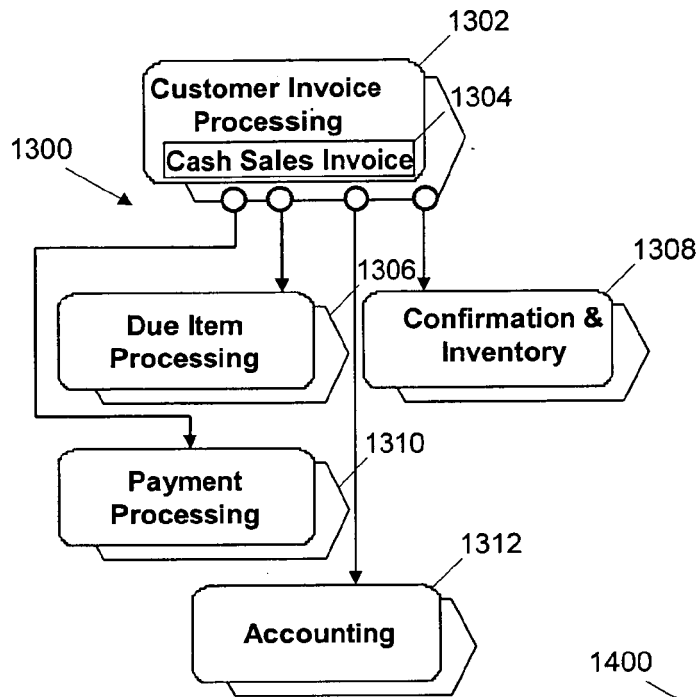 1302
Customer Invoice
Processing
1304
Cash Sales Invoice
1300
1306
Due Item
Processing
1308
Confirmation &
Inventory
1310
Payment
Processing
1312
Accounting
1400